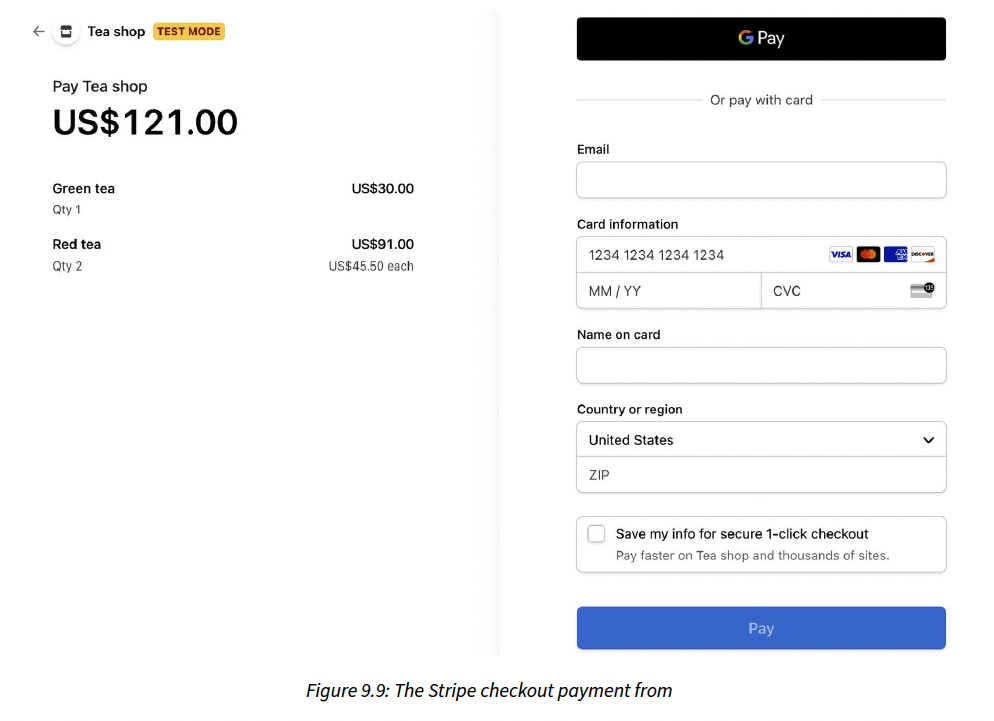 Tea shop TEST MODE
Pay Tea shop
US$121.00
Green tea US$30.00
Qty 1
Red tea US$91.00
Qty 2 US$45.50 each
G Pay
Or pay with card
Email
Card information
1234 1234 1234 1234 VISA AMEX DISCOVER
MM / YY CVC 135
Name on card
Country or region
United States
ZIP
Save my info for secure 1-click checkout
Pay faster on Tea shop and thousands of sites.
Pay
Figure 9.9: The Stripe checkout payment from